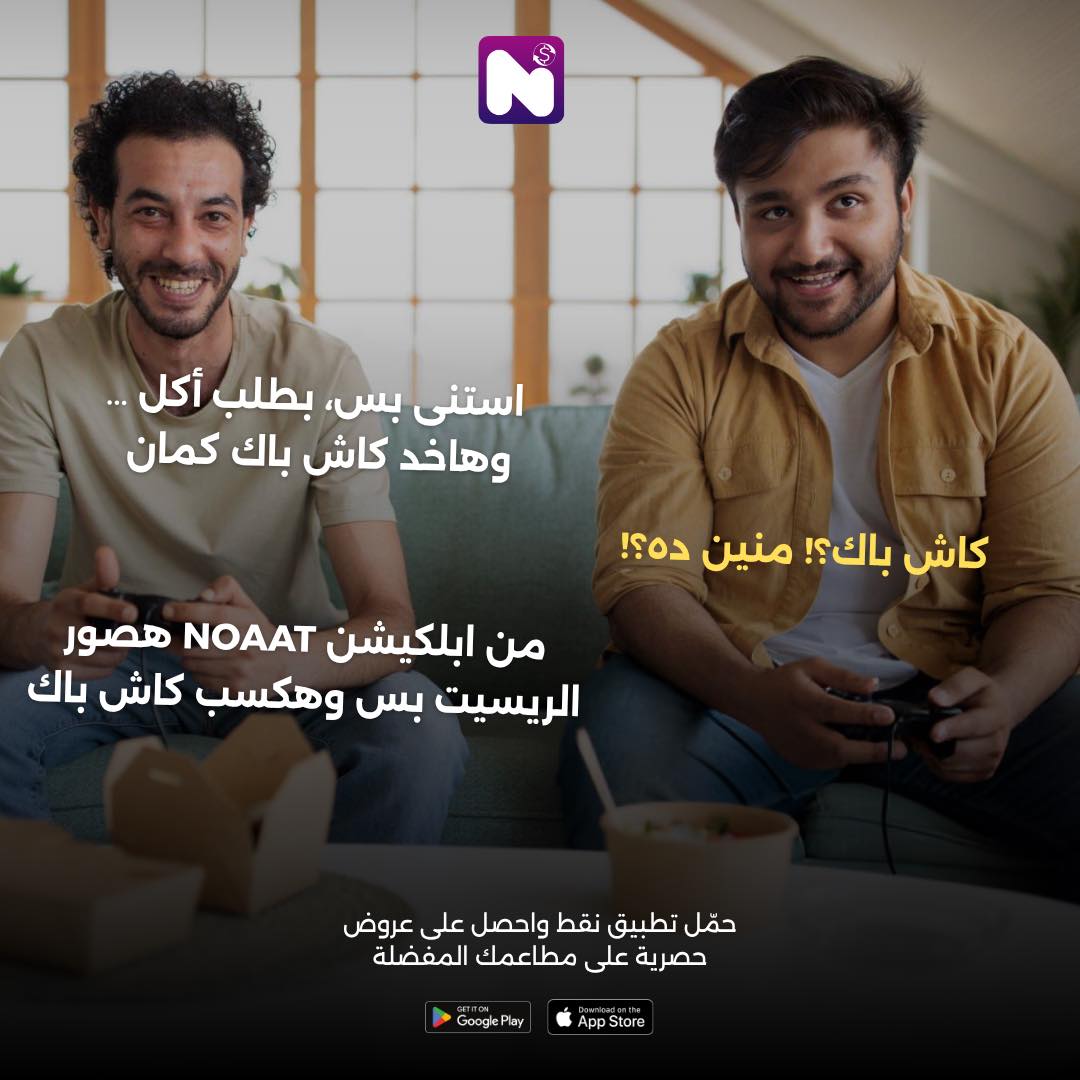 N
استنى بس، بطلب أكل ...
وهاخد كاش باك كمان
كاش باك؟! منين ده؟!
من ابلكيشن NOAAT هصور
الريسيت بس وهكسب كاش باك
حمّل تطبيق نقط واحصل على عروض
حصرية على مطاعمك المفضلة
GET IT ON
Google Play
Download on the
App Store